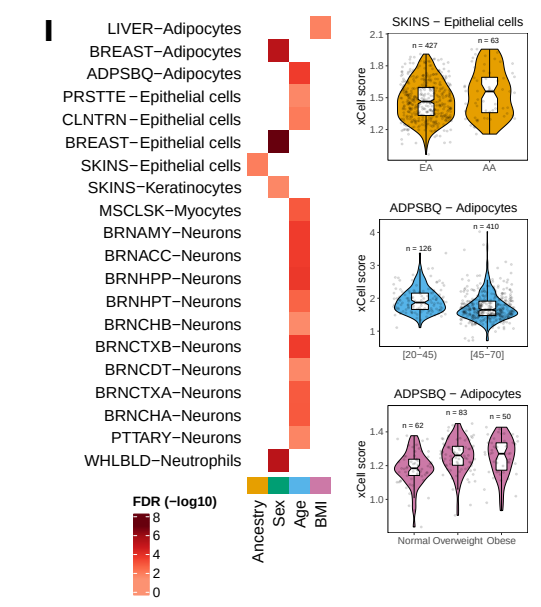 I
LIVER−Adipocytes
BREAST−Adipocytes
ADPSBQ−Adipocytes
PRSTTE−Epithelial cells
CLNTRN−Epithelial cells
BREAST−Epithelial cells
SKINS−Epithelial cells
SKINS−Keratinocytes
MSCLSK−Myocytes
BRNAMY−Neurons
BRNACC−Neurons
BRNHPP−Neurons
BRNHPT−Neurons
BRNCHB−Neurons
BRNCTXB−Neurons
BRNCDT−Neurons
BRNCTXA−Neurons
BRNCHA−Neurons
PTTARY−Neurons
WHLBLD−Neutrophils
Ancestry
Sex
Age
BMI
FDR (−log10)
8
6
4
2
0
SKINS − Epithelial cells
n = 427
n = 63
xCell score
2.1
1.8
1.5
1.2
EA
AA
ADPSBQ − Adipocytes
n = 126
n = 410
xCell score
4
3
2
1
[20−45)
[45−70]
ADPSBQ − Adipocytes
n = 62
n = 83
n = 50
xCell score
1.4
1.2
1.0
Normal Overweight Obese